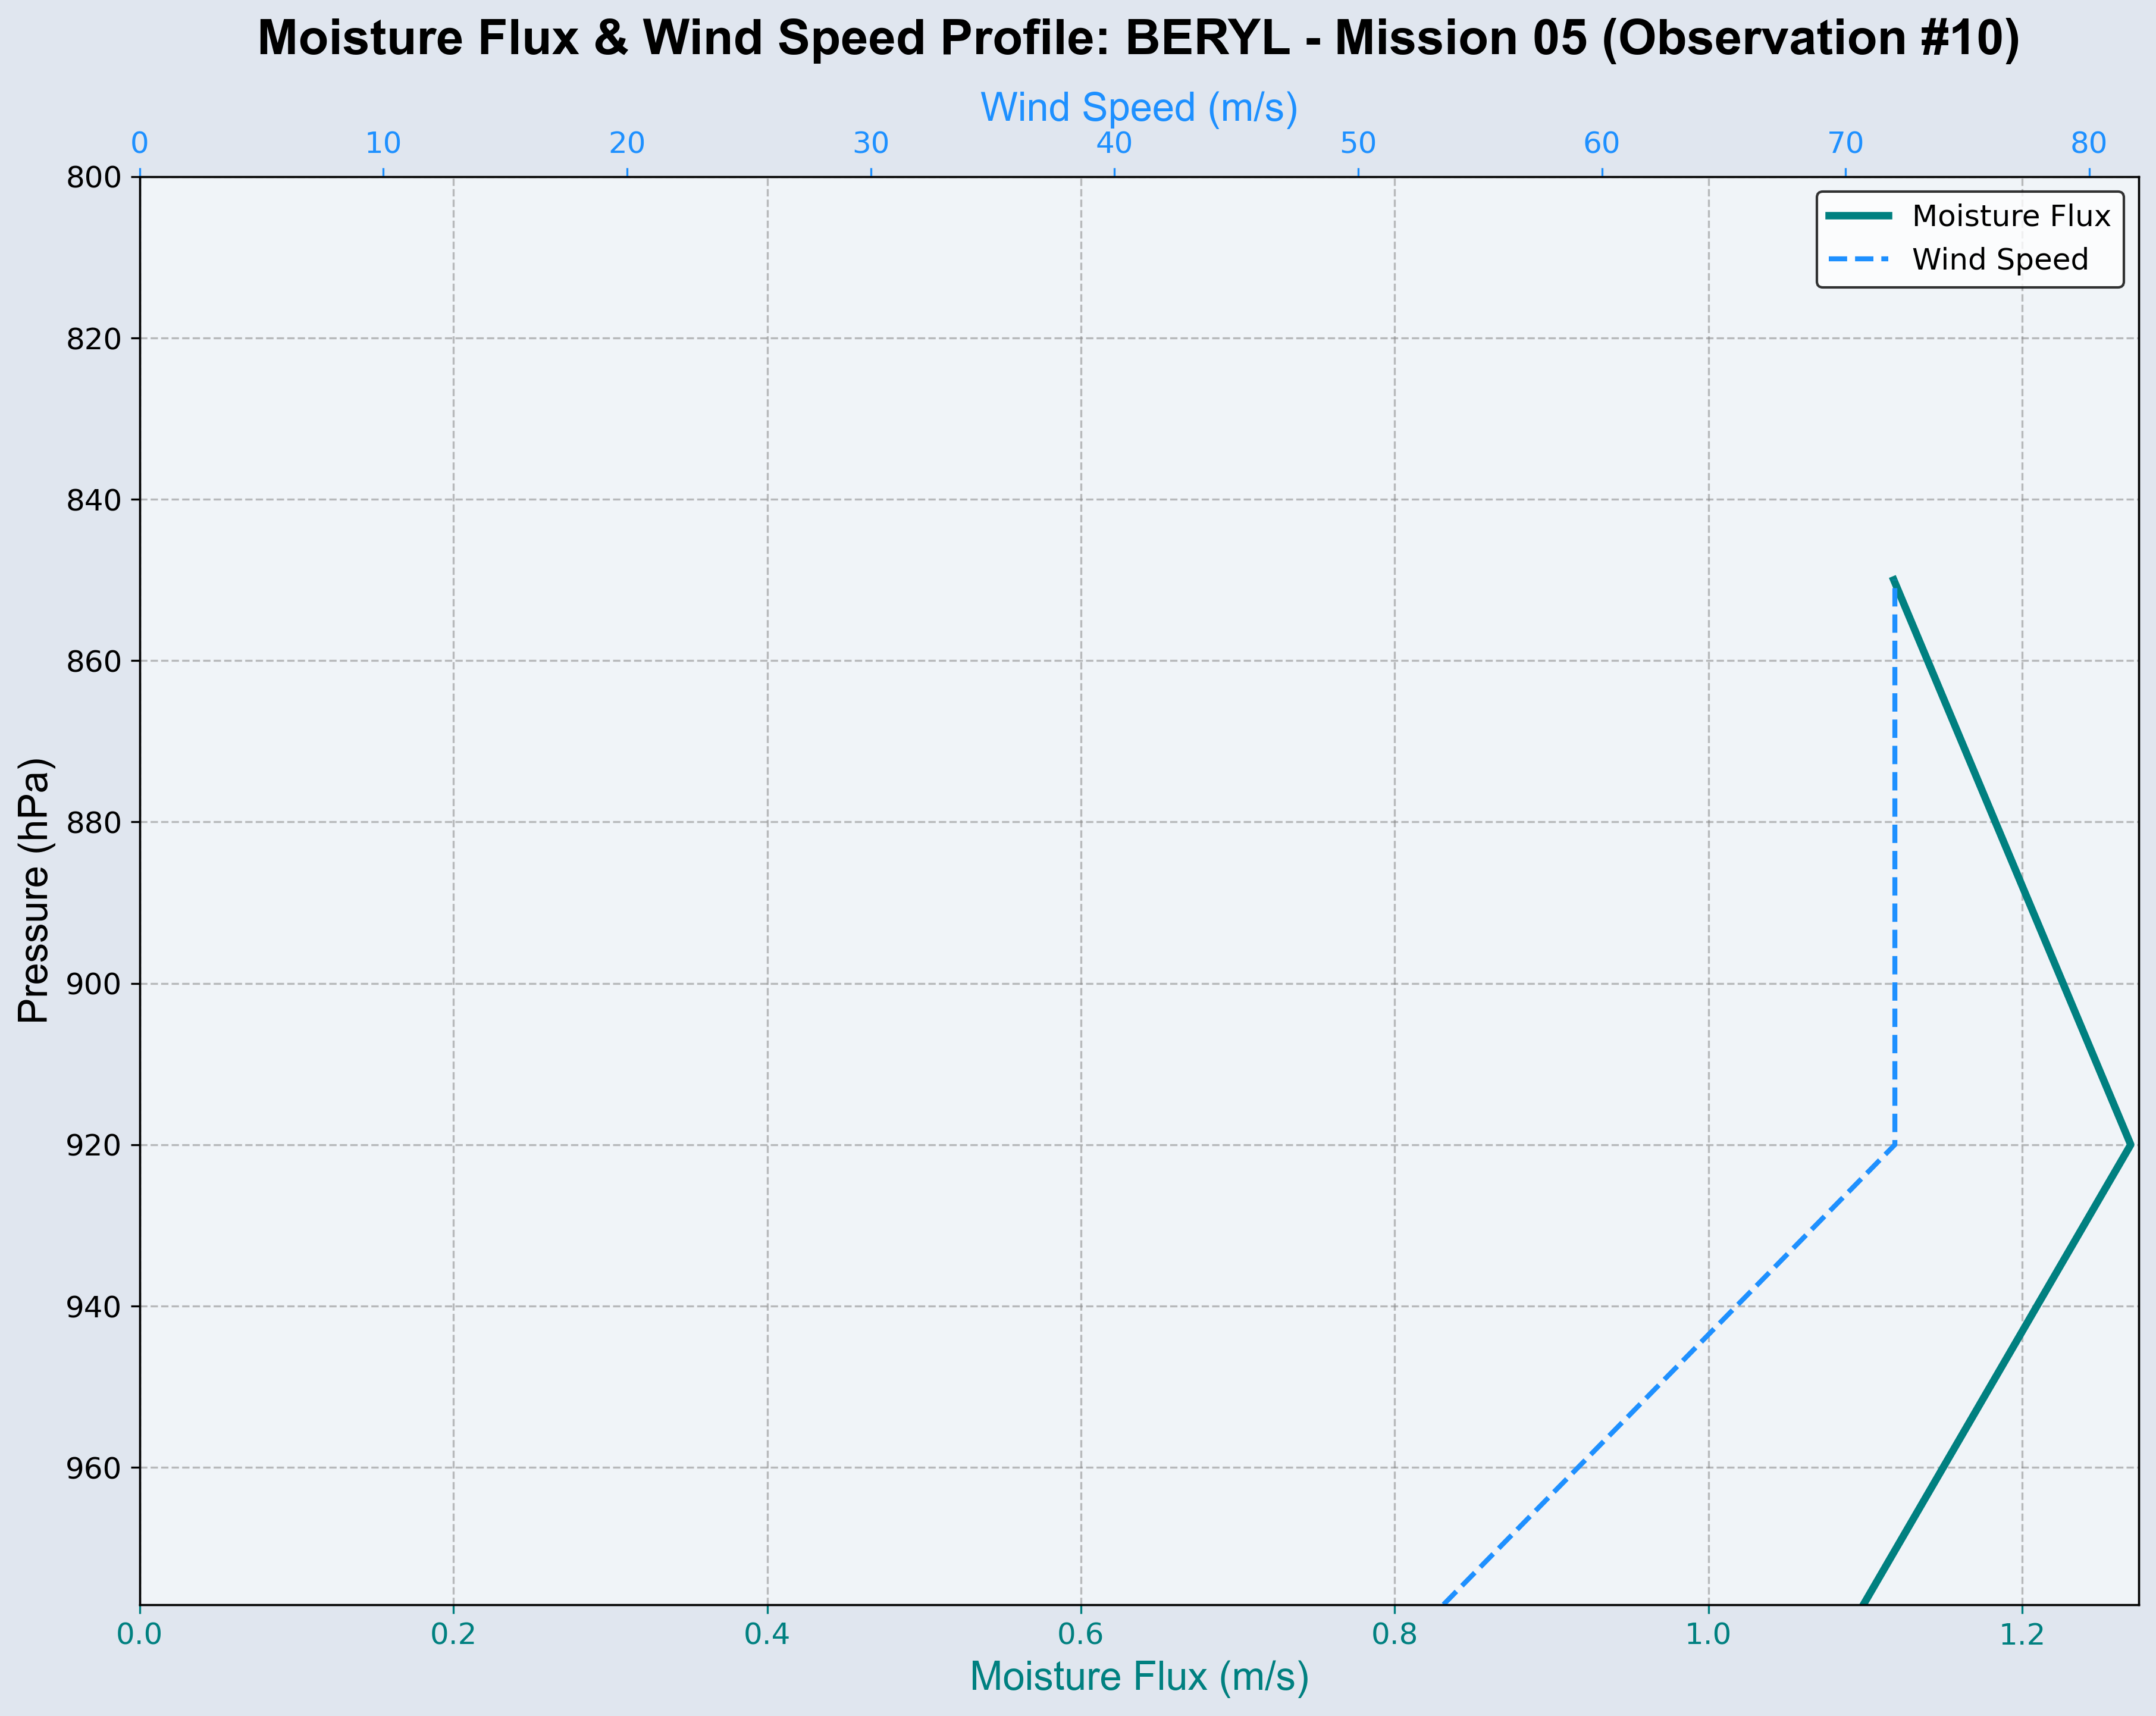 Moisture Flux & Wind Speed Profile: BERYL - Mission 05 (Observation #10)
Wind Speed (m/s)
0 10 20 30 40 50 60 70 80
Moisture Flux
Wind Speed
Pressure (hPa)
800
820
840
860
880
900
920
940
960
0.0 0.2 0.4 0.6 0.8 1.0 1.2
Moisture Flux (m/s)